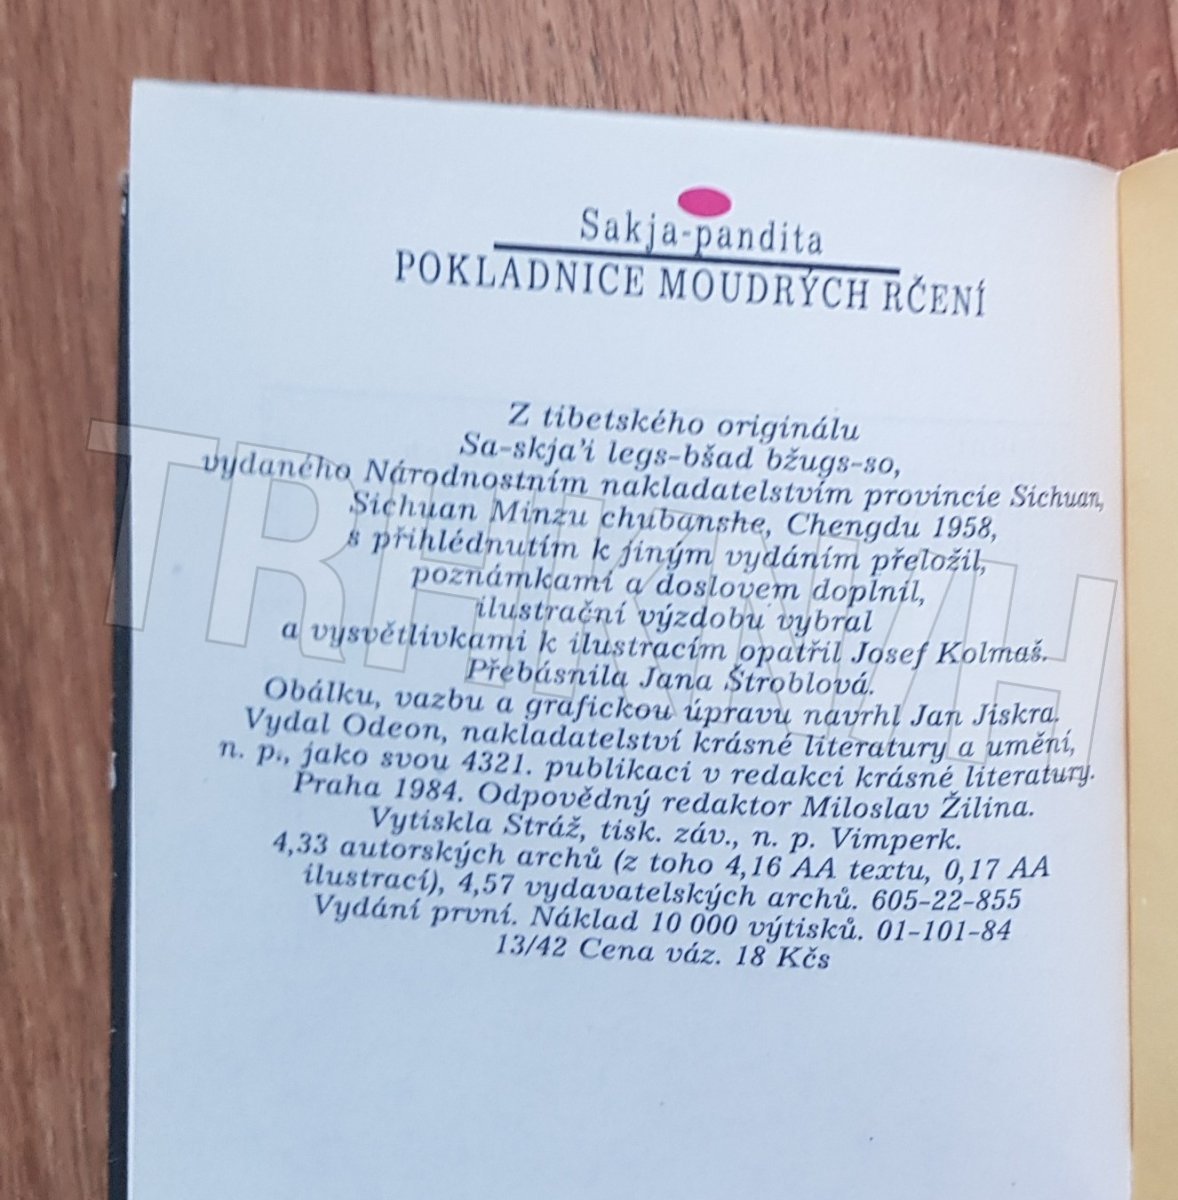 Sakja-pandita
POKLADNICE MOUDRÝCH RČENÍ
Z tibetského originálu
Sa-skja’i legs-bšad bžugs-so,
vydaného Národnostním nakladatelstvím provincie Sichuan,
Sichuan Minzu chubanshe, Chengdu 1958,
s přihlédnutím k jiným vydáním přeložil,
poznámkami a doslovem doplnil,
ilustrační výzdobu vybral
a vysvětlivkami k ilustracím opatřil Josef Kolmaš.
Přebásnila Jana Štroblová.
Obálku, vazbu a grafickou úpravu navrhl Jan Jiskra.
Vydal Odeon, nakladatelství krásné literatury a umění,
n. p., jako svou 4321. publikaci v redakci krásné literatury.
Praha 1984. Odpovědný redaktor Miloslav Žilina.
Vytiskla Stráž, tisk. záv., n. p. Vimperk.
4,33 autorských archů (z toho 4,16 AA textu, 0,17 AA
ilustrací), 4,57 vydavatelských archů. 605-22-855
Vydání první. Náklad 10 000 výtisků. 01-101-84
13/42 Cena váz. 18 Kčs